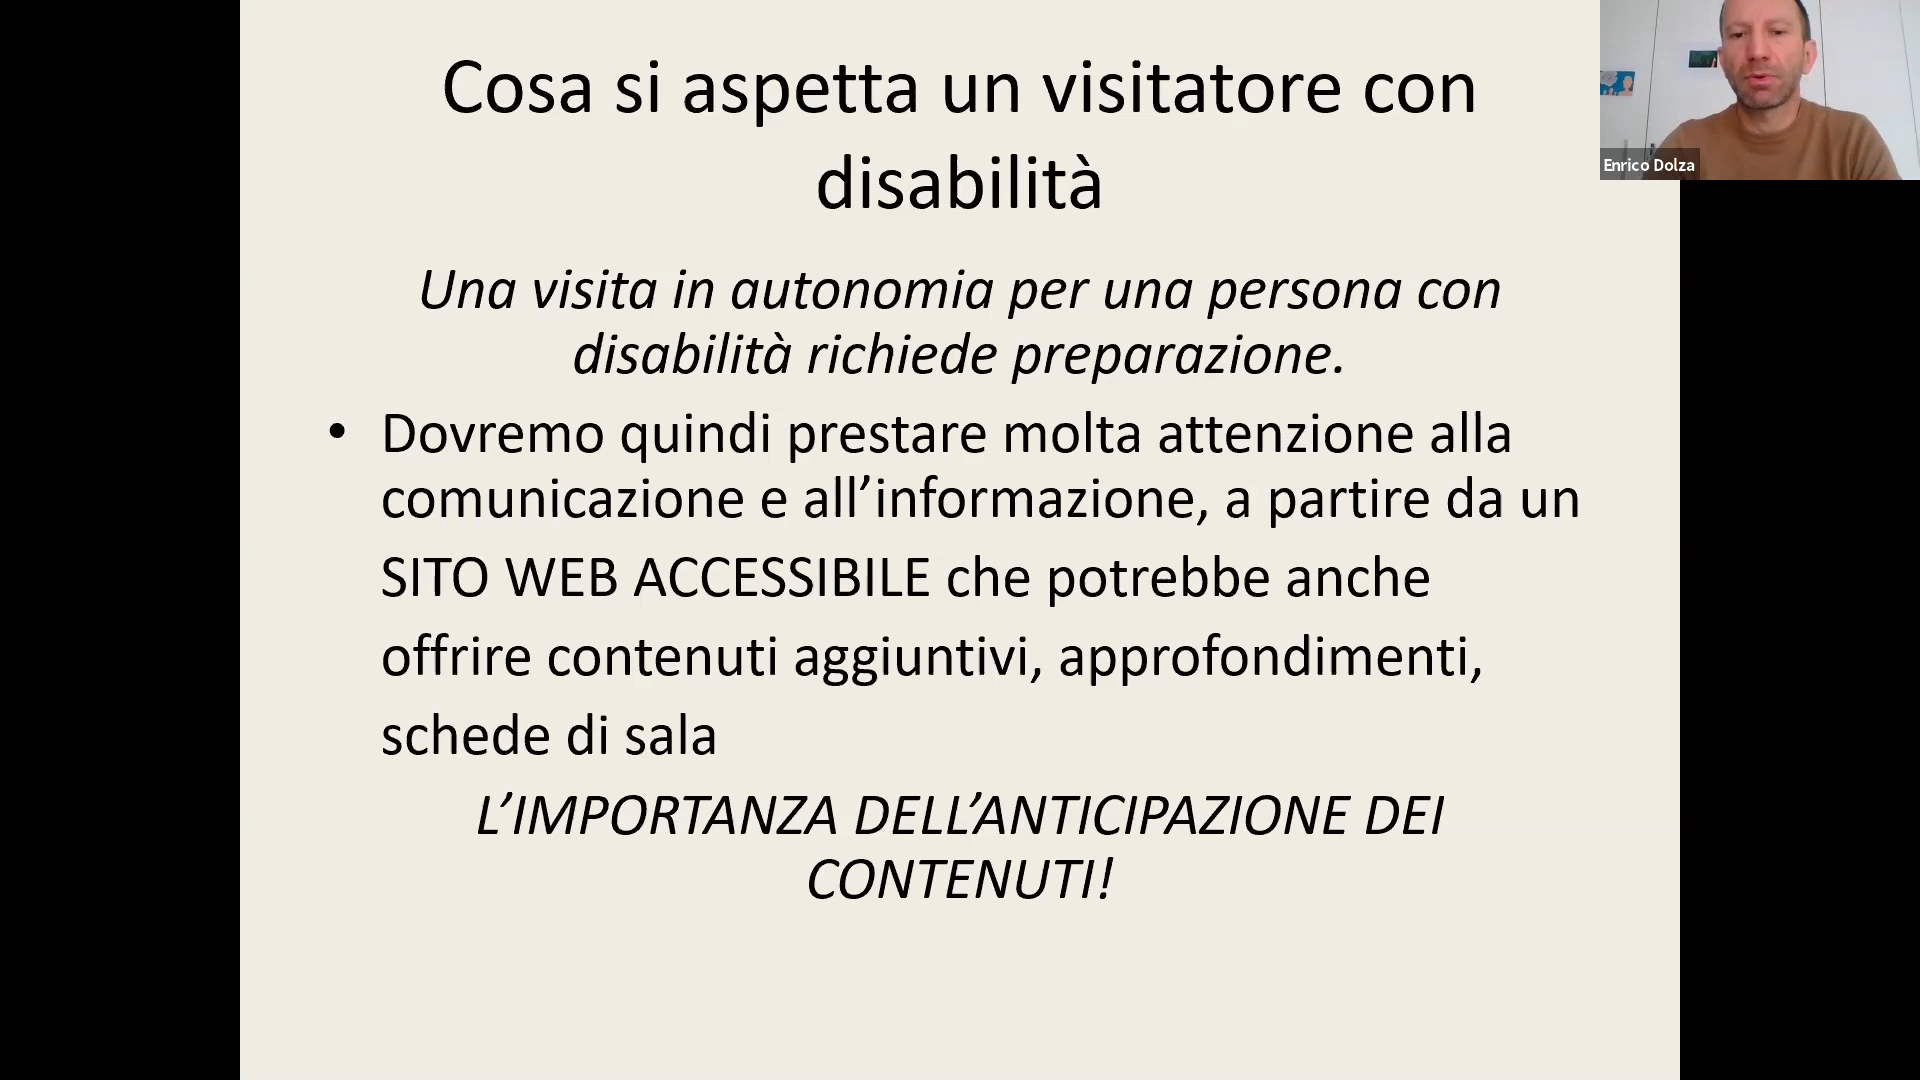 Cosa si aspetta un visitatore con
disabilità
Una visita in autonomia per una persona con
disabilità richiede preparazione.
• Dovremo quindi prestare molta attenzione alla
comunicazione e all’informazione, a partire da un
SITO WEB ACCESSIBILE che potrebbe anche
offrire contenuti aggiuntivi, approfondimenti,
schede di sala
L’IMPORTANZA DELL’ANTICIPAZIONE DEI
CONTENUTI!
Enrico Dolza